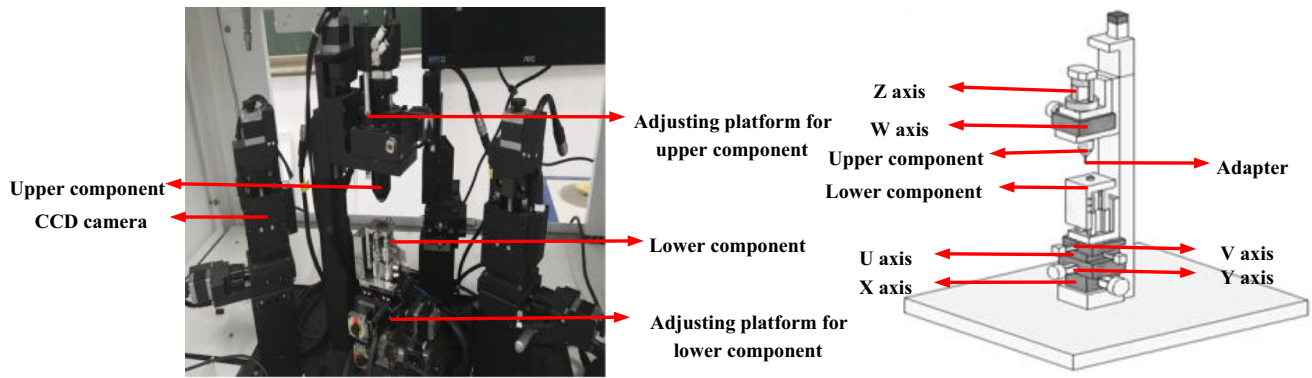 Adjusting platform for
upper component
Upper component
CCD camera
Lower component
Adjusting platform for
lower component
Z axis
W axis
Upper component
Adapter
Lower component
U axis
V axis
X axis
Y axis